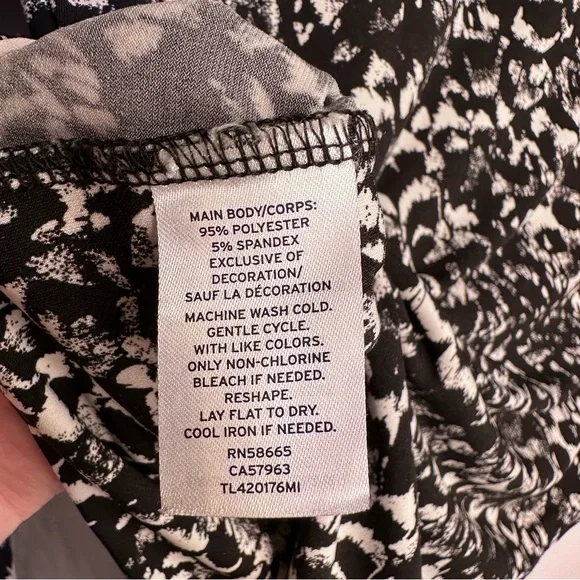 MAIN BODY/CORPS:
95% POLYESTER
5% SPANDEX
EXCLUSIVE OF
DECORATION/
SAUF LA DÉCORATION
MACHINE WASH COLD.
GENTLE CYCLE.
WITH LIKE COLORS.
ONLY NON-CHLORINE
BLEACH IF NEEDED.
RESHAPE.
LAY FLAT TO DRY.
COOL IRON IF NEEDED.
RN58665
CA57963
TL420176MI